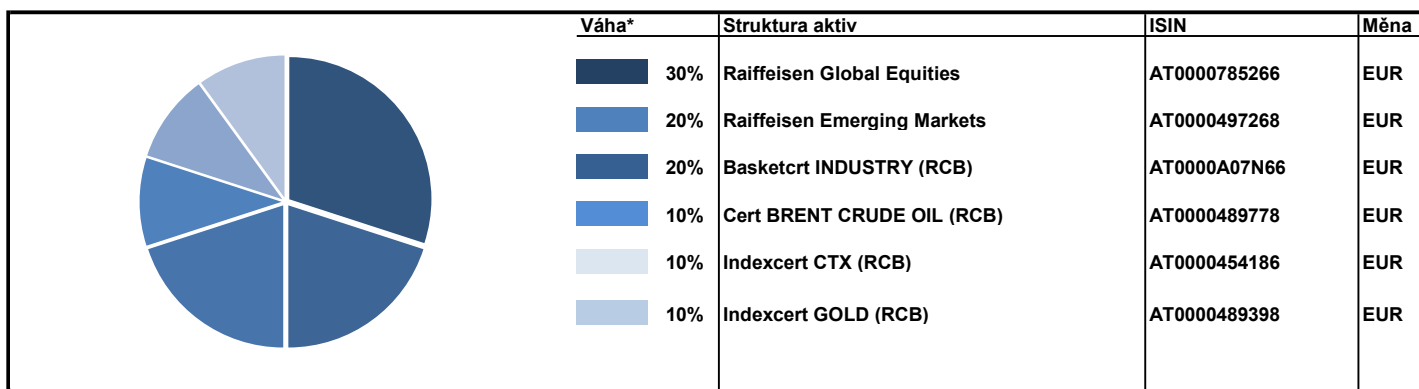 Váha* Struktura aktiv ISIN Měna
30% Raiffeisen Global Equities AT0000785266 EUR
20% Raiffeisen Emerging Markets AT0000497268 EUR
20% Basketcrt INDUSTRY (RCB) AT0000A07N66 EUR
10% Cert BRENT CRUDE OIL (RCB) AT0000489778 EUR
10% Indexcert CTX (RCB) AT0000454186 EUR
10% Indexcert GOLD (RCB) AT0000489398 EUR